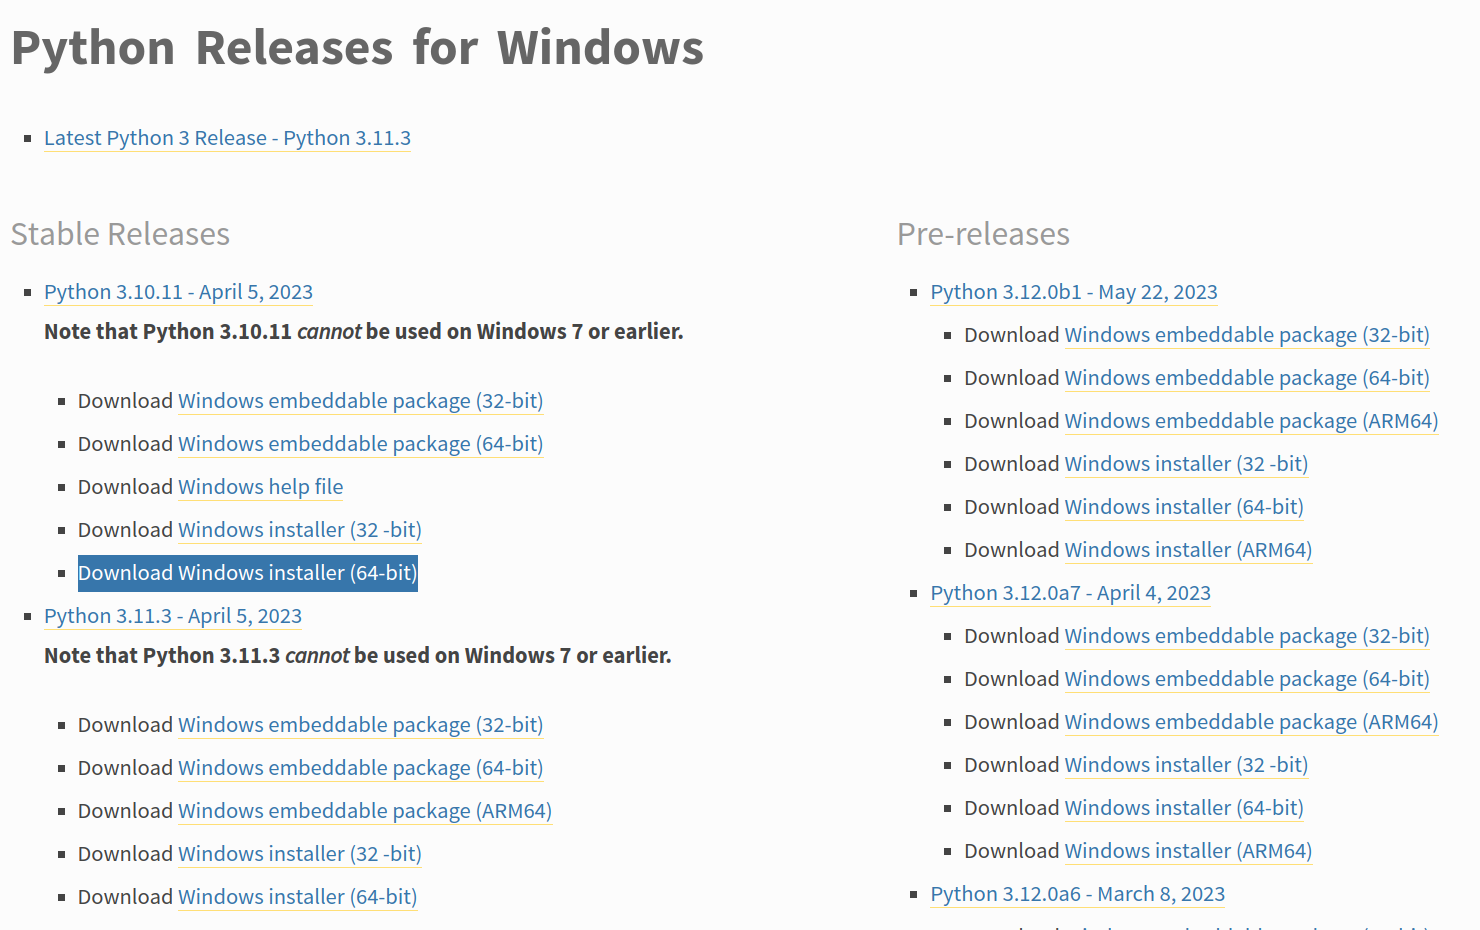 Python Releases for Windows
Latest Python 3 Release - Python 3.11.3
Stable Releases
Python 3.10.11 - April 5, 2023
Note that Python 3.10.11 cannot be used on Windows 7 or earlier.
Download Windows embeddable package (32-bit)
Download Windows embeddable package (64-bit)
Download Windows help file
Download Windows installer (32 -bit)
Download Windows installer (64-bit)
Python 3.11.3 - April 5, 2023
Note that Python 3.11.3 cannot be used on Windows 7 or earlier.
Download Windows embeddable package (32-bit)
Download Windows embeddable package (64-bit)
Download Windows embeddable package (ARM64)
Download Windows installer (32 -bit)
Download Windows installer (64-bit)
Pre-releases
Python 3.12.0b1 - May 22, 2023
Download Windows embeddable package (32-bit)
Download Windows embeddable package (64-bit)
Download Windows embeddable package (ARM64)
Download Windows installer (32 -bit)
Download Windows installer (64-bit)
Download Windows installer (ARM64)
Python 3.12.0a7 - April 4, 2023
Download Windows embeddable package (32-bit)
Download Windows embeddable package (64-bit)
Download Windows embeddable package (ARM64)
Download Windows installer (32 -bit)
Download Windows installer (64-bit)
Download Windows installer (ARM64)
Python 3.12.0a6 - March 8, 2023